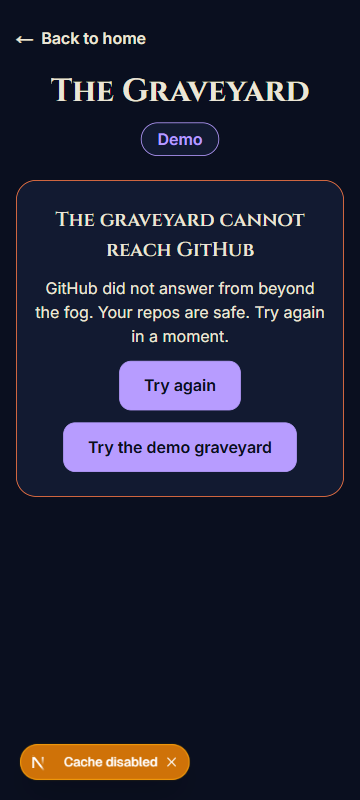 ← Back to home
The Graveyard
Demo
The graveyard cannot
reach GitHub
GitHub did not answer from beyond
the fog. Your repos are safe. Try again
in a moment.
Try again
Try the demo graveyard
N Cache disabled ×